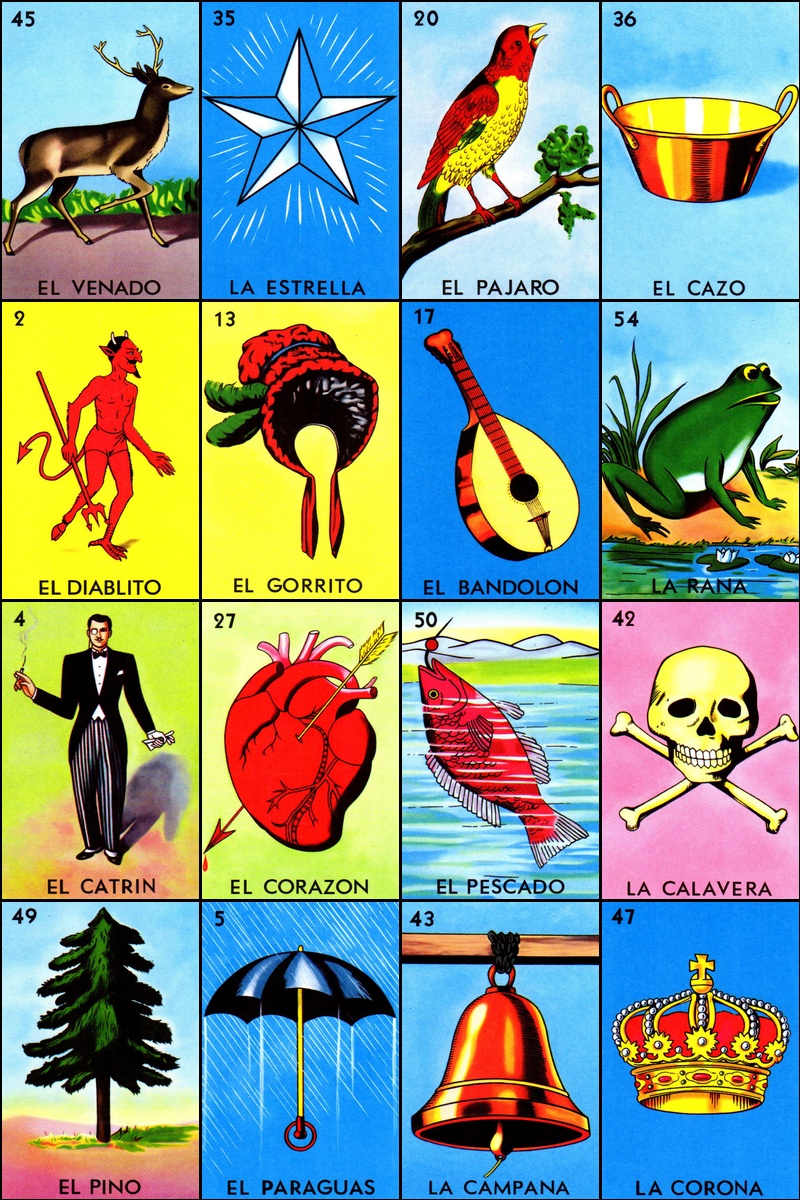 45
EL VENADO
35
LA ESTRELLA
20
EL PAJARO
36
EL CAZO
2
EL DIABLITO
13
EL GORRITO
17
EL BANDOLON
54
LA RANA
4
EL CATRIN
27
EL CORAZON
50
EL PESCADO
42
LA CALAVERA
49
EL PINO
5
EL PARAGUAS
43
LA CAMPANA
47
LA CORONA